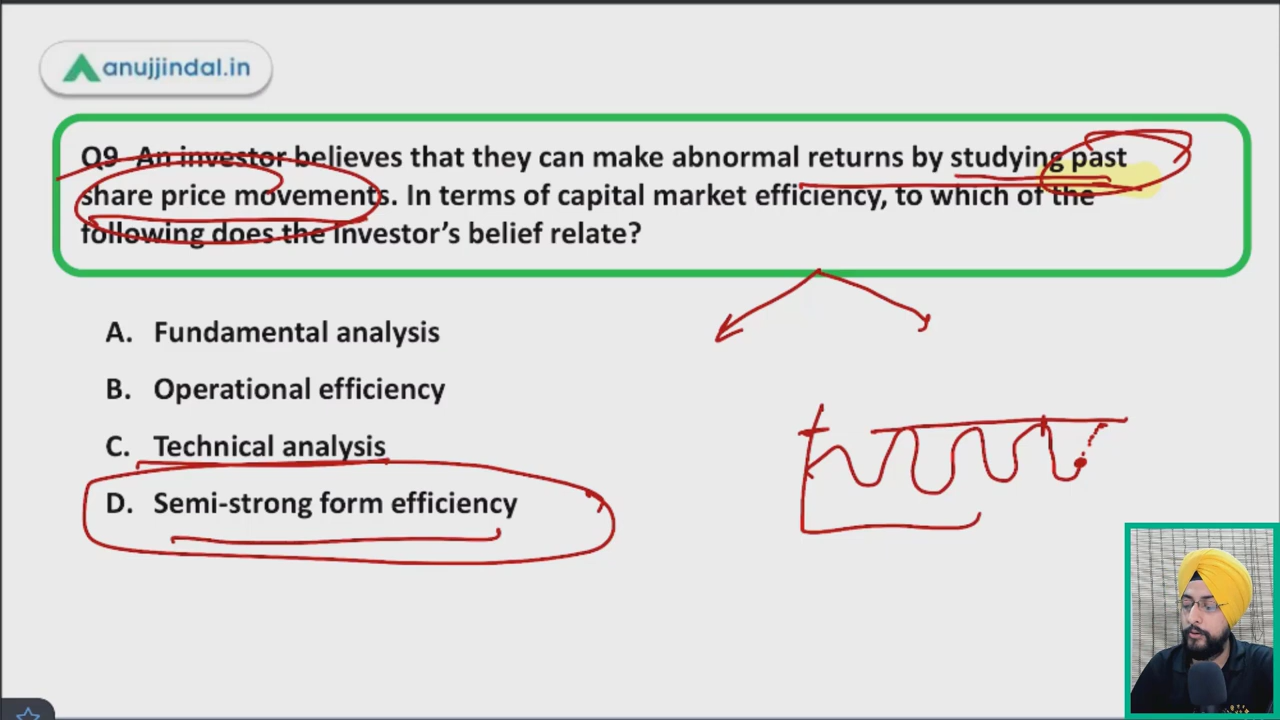 anujjindal.in
Q9. An investor believes that they can make abnormal returns by studying past
share price movements. In terms of capital market efficiency, to which of the
following does the investor's belief relate?
A. Fundamental analysis
B. Operational efficiency
C. Technical analysis
D. Semi-strong form efficiency